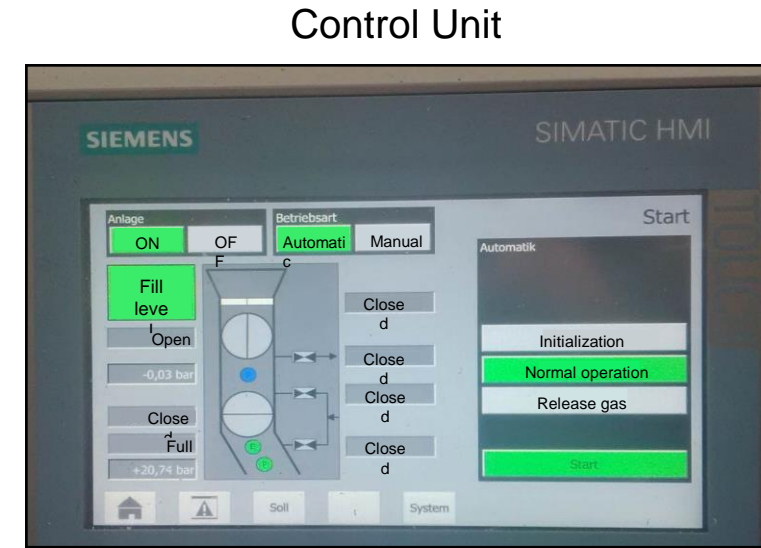 Control Unit
SIEMENS
SIMATIC HMI
Start
Anlage
ON
OF
F
Betriebsart
Automati
c
Manual
Automatik
Fill
leve
l
Open
-0,03 bar
Close
d
Full
+20,74 bar
Close
d
Close
d
Close
d
Close
d
Initialization
Normal operation
Release gas
Start
Soll
System
TOUCH